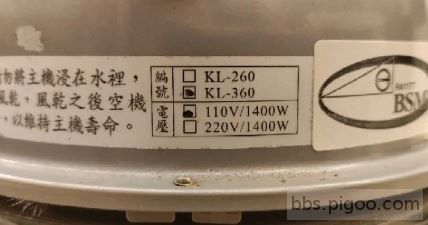 勿將主機浸在水裡，
風乾，風乾之後空機
，以維持主機壽命。
編號
□ KL-260
■ KL-360
電壓
■ 110V/1400W
□ 220V/1400W
R41177
BSM
bbs.pigoo.com